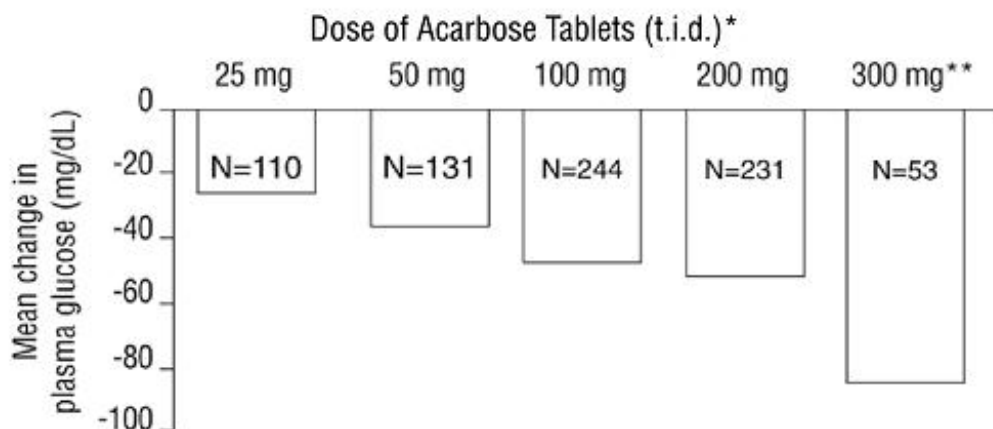 Dose of Acarbose Tablets (t.i.d.)*
25 mg 50 mg 100 mg 200 mg 300 mg**
Mean change in
plasma glucose (mg/dL)
0
-20
-40
-60
-80
-100
N=110 N=131 N=244 N=231 N=53